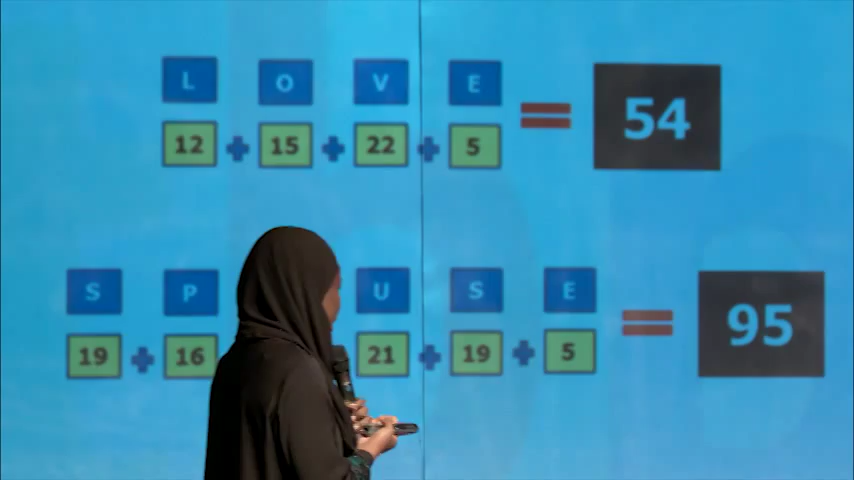 L O V E
12 + 15 + 22 + 5 = 54
S P U S E
19 + 16 21 + 19 + 5 = 95